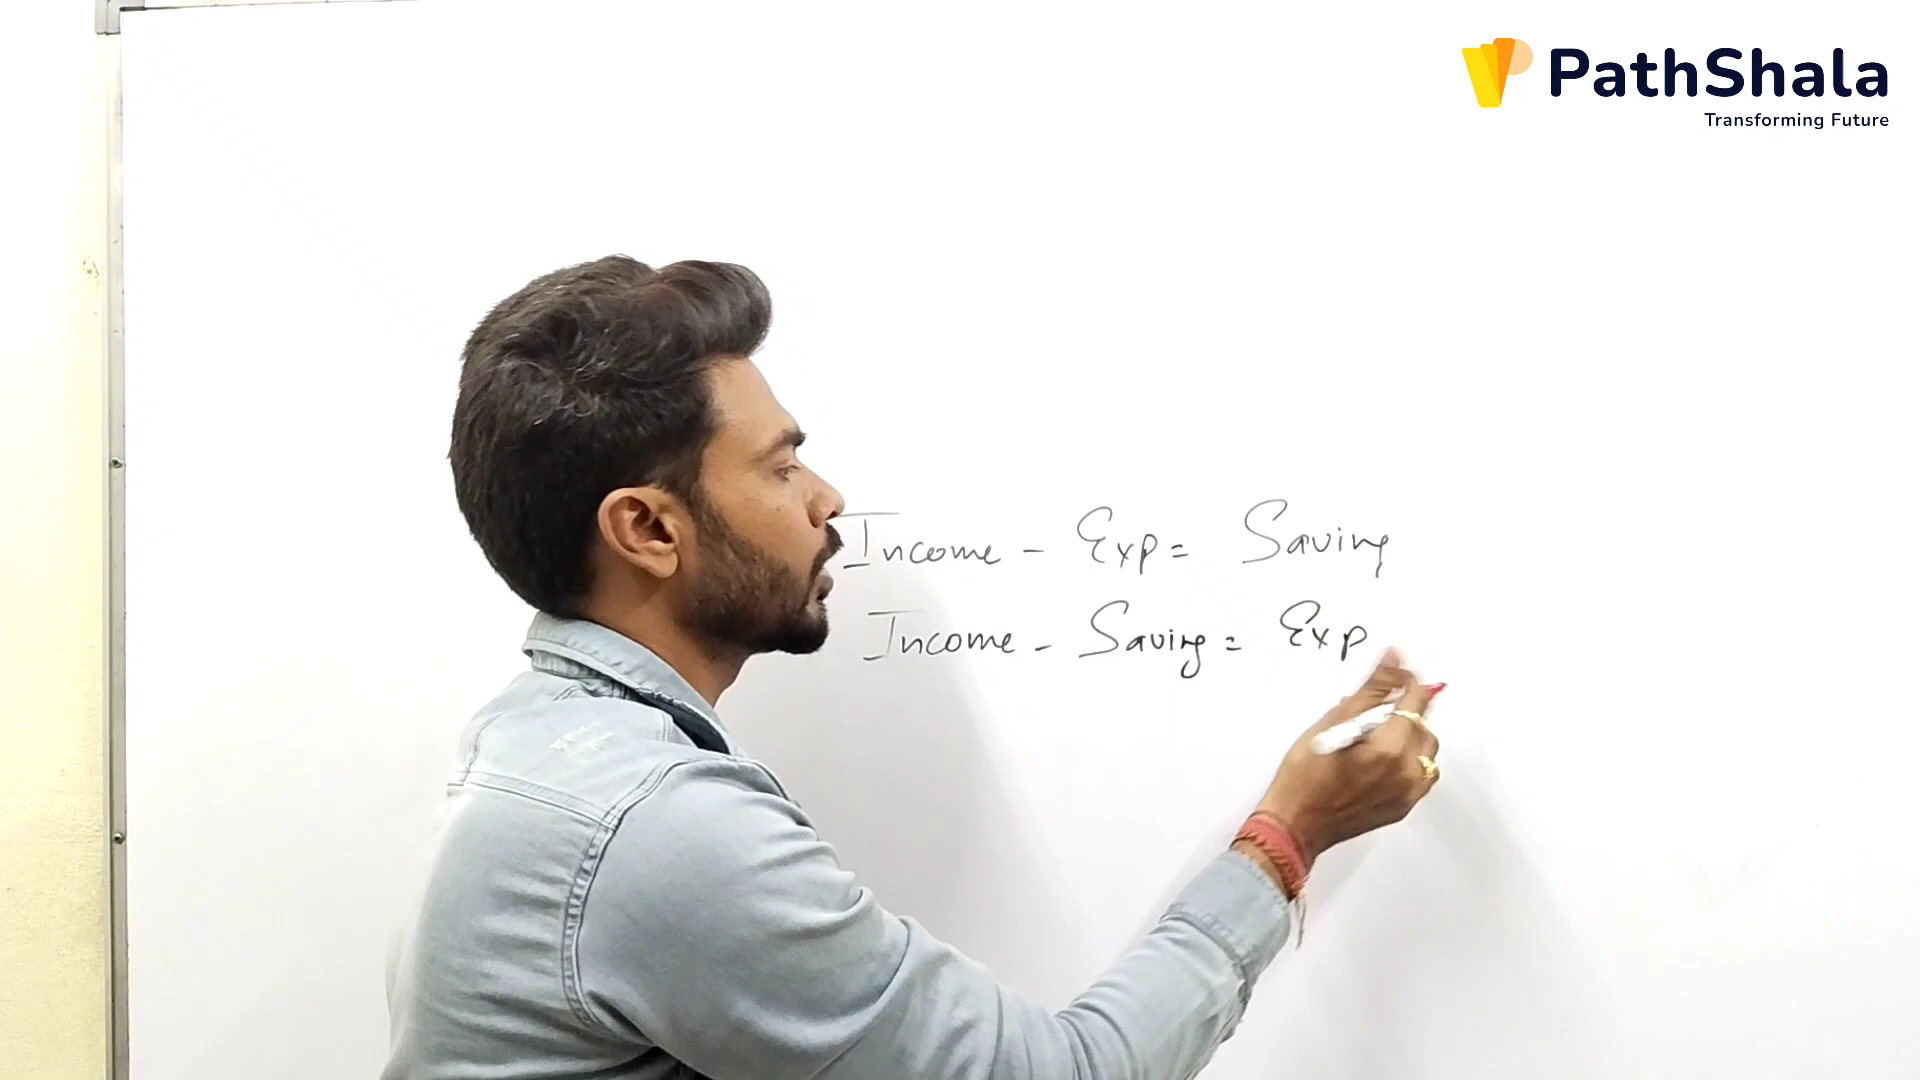 PathShala
Transforming Future
Income - Exp = Saving
Income - Saving = Exp